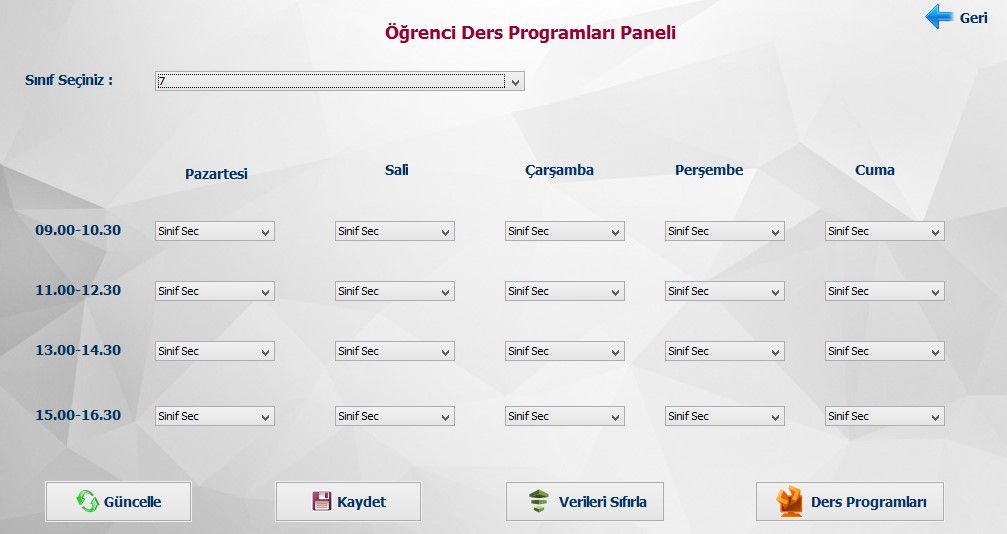 Geri
Öğrenci Ders Programları Paneli
Sınıf Seçiniz : 7
Pazartesi Sali Çarşamba Perşembe Cuma
09.00-10.30 Sinif Sec Sinif Sec Sinif Sec Sinif Sec Sinif Sec
11.00-12.30 Sinif Sec Sinif Sec Sinif Sec Sinif Sec Sinif Sec
13.00-14.30 Sinif Sec Sinif Sec Sinif Sec Sinif Sec Sinif Sec
15.00-16.30 Sinif Sec Sinif Sec Sinif Sec Sinif Sec Sinif Sec
Güncelle Kaydet Verileri Sıfırla Ders Programları